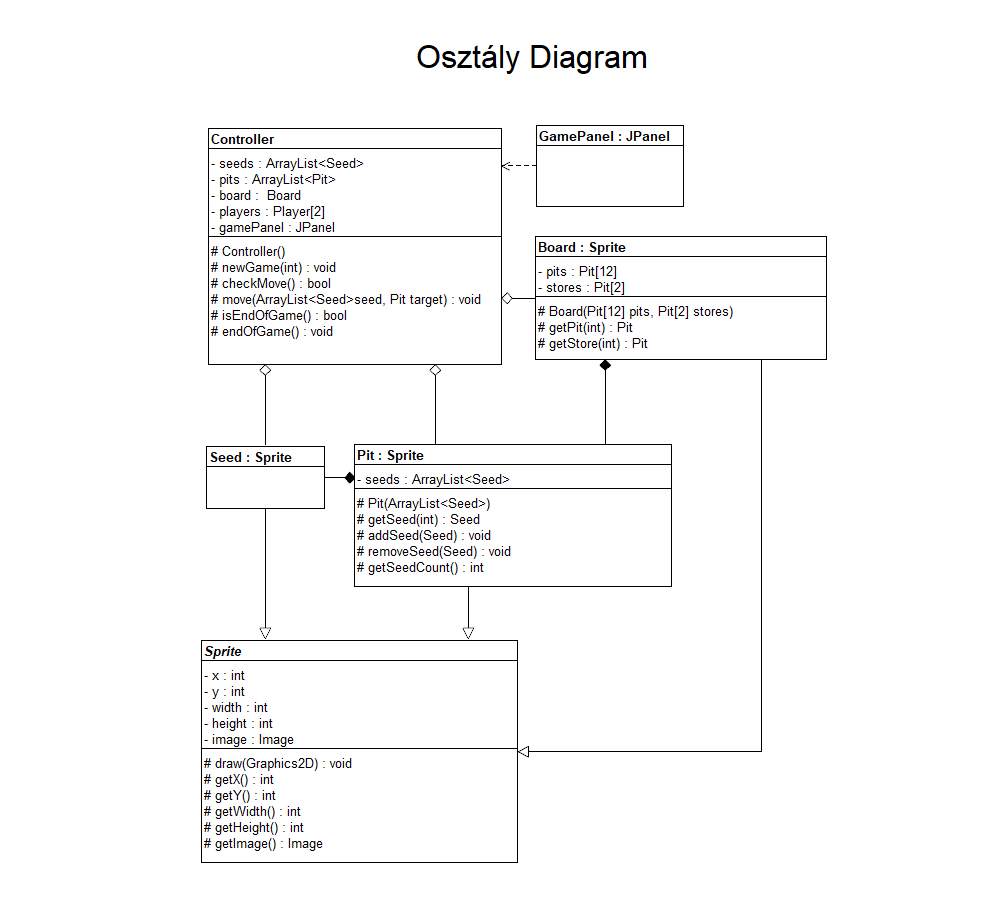 Osztály Diagram
Controller
- seeds : ArrayList<Seed>
- pits : ArrayList<Pit>
- board :  Board
- players : Player[2]
- gamePanel : JPanel
# Controller()
# newGame(int) : void
# checkMove() : bool
# move(ArrayList<Seed>seed, Pit target) : void
# isEndOfGame() : bool
# endOfGame() : void
GamePanel : JPanel
Board : Sprite
- pits : Pit[12]
- stores : Pit[2]
# Board(Pit[12] pits, Pit[2] stores)
# getPit(int) : Pit
# getStore(int) : Pit
Seed : Sprite
Pit : Sprite
- seeds : ArrayList<Seed>
# Pit(ArrayList<Seed>)
# getSeed(int) : Seed
# addSeed(Seed) : void
# removeSeed(Seed) : void
# getSeedCount() : int
Sprite
- x : int
- y : int
- width : int
- height : int
- image : Image
# draw(Graphics2D) : void
# getX() : int
# getY() : int
# getWidth() : int
# getHeight() : int
# getImage() : Image